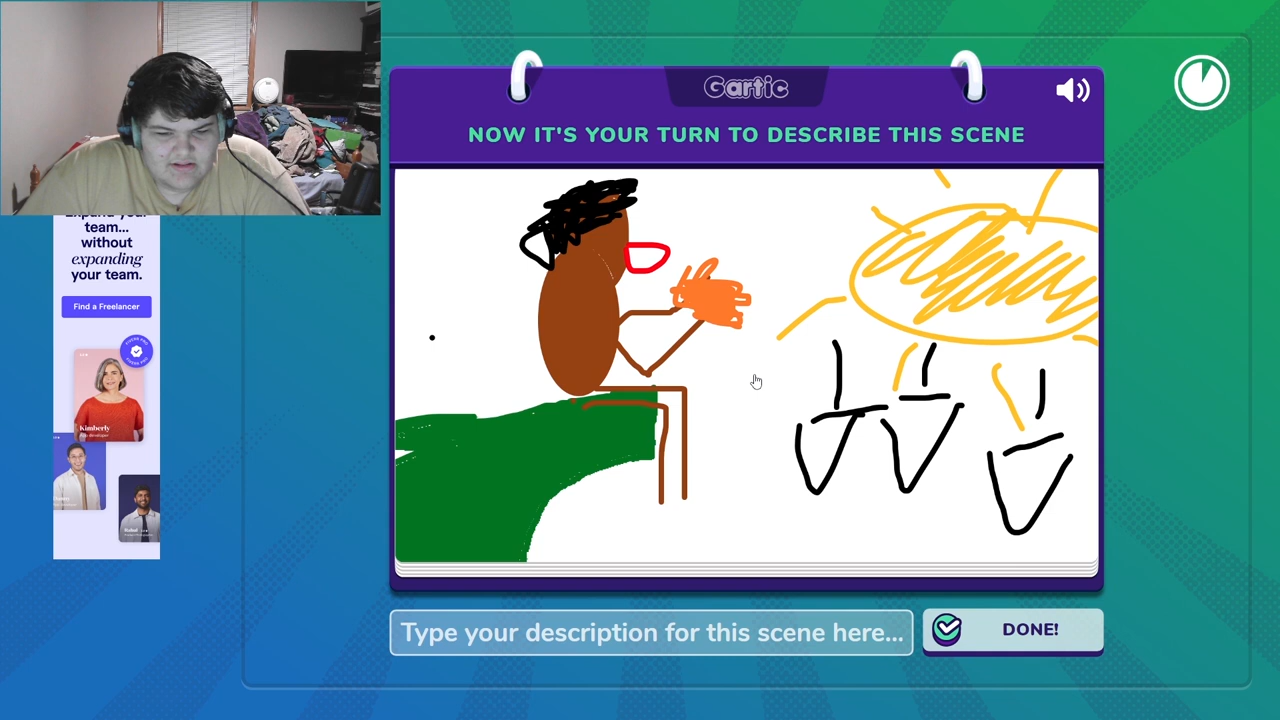 Gartic
NOW IT'S YOUR TURN TO DESCRIBE THIS SCENE
team...
without
expanding
your team.
Find a Freelancer
Kimberly
Type your description for this scene here...
DONE!